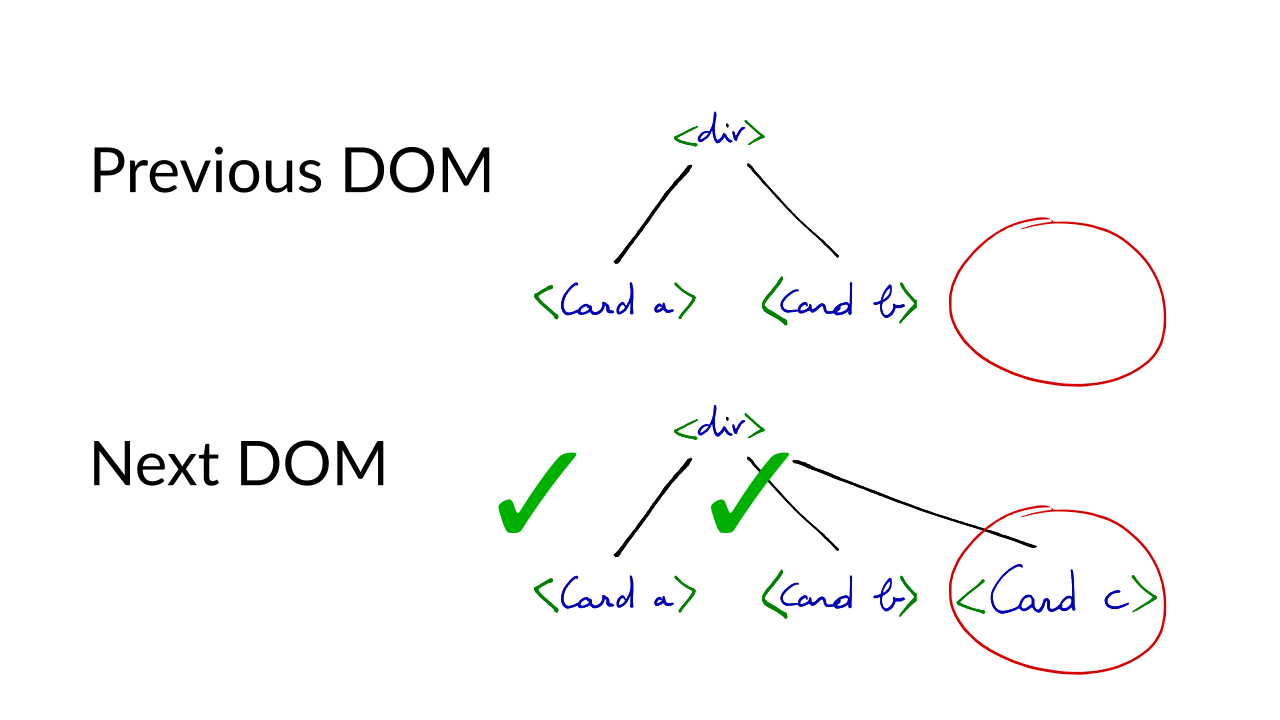 Previous DOM
<div>
<Card a> <Card b>
Next DOM
<div>
<Card a> <Card b> <Card c>